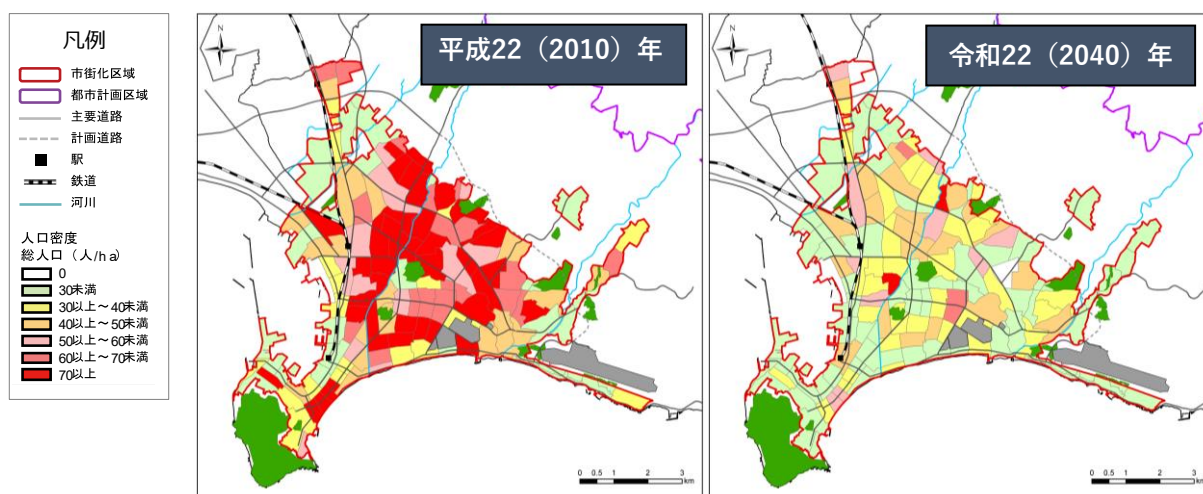 凡例
市街化区域
都市計画区域
主要道路
計画道路
駅
鉄道
河川
人口密度
総人口（人/ha）
0
30未満
30以上～40未満
40以上～50未満
50以上～60未満
60以上～70未満
70以上
平成22（2010）年
N
0 0.5 1 2 3
km
令和22（2040）年
N
0 0.5 1 2 3
km